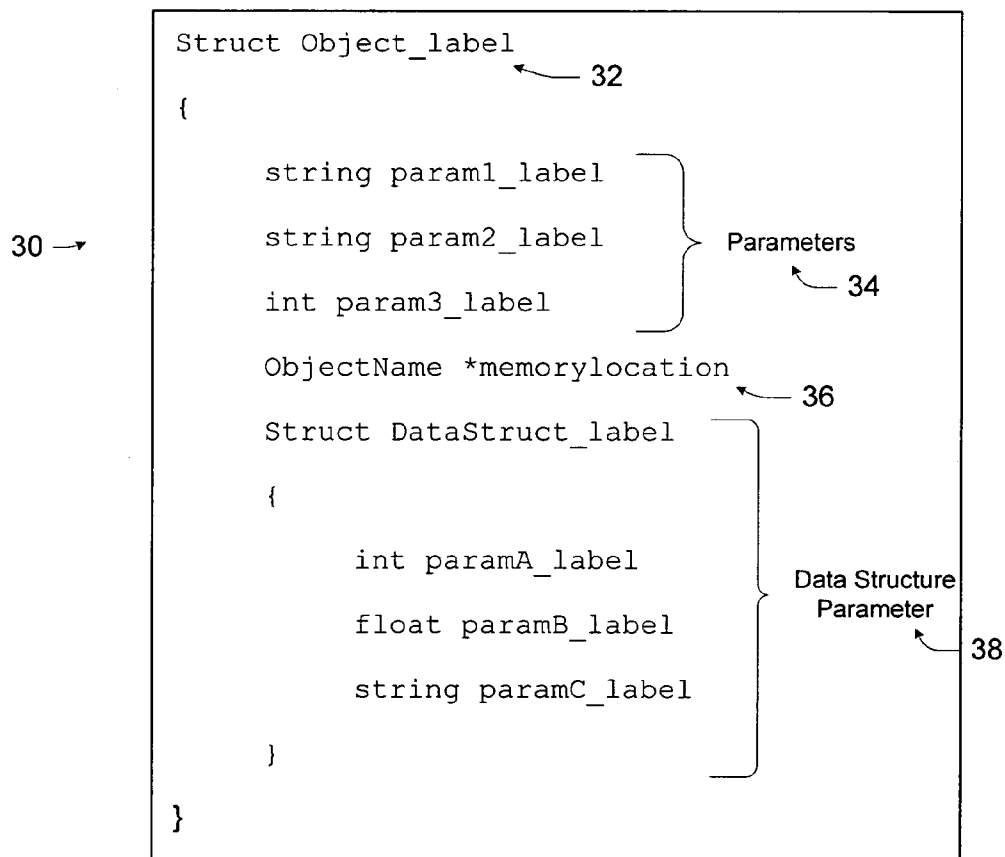 Struct Object_label
32
{
string param1_label
string param2_label
int param3_label
30
Parameters
34
ObjectName *memorylocation
36
Struct DataStruct_label
{
int paramA_label
float paramB_label
string paramC_label
}
Data Structure
Parameter
38
}